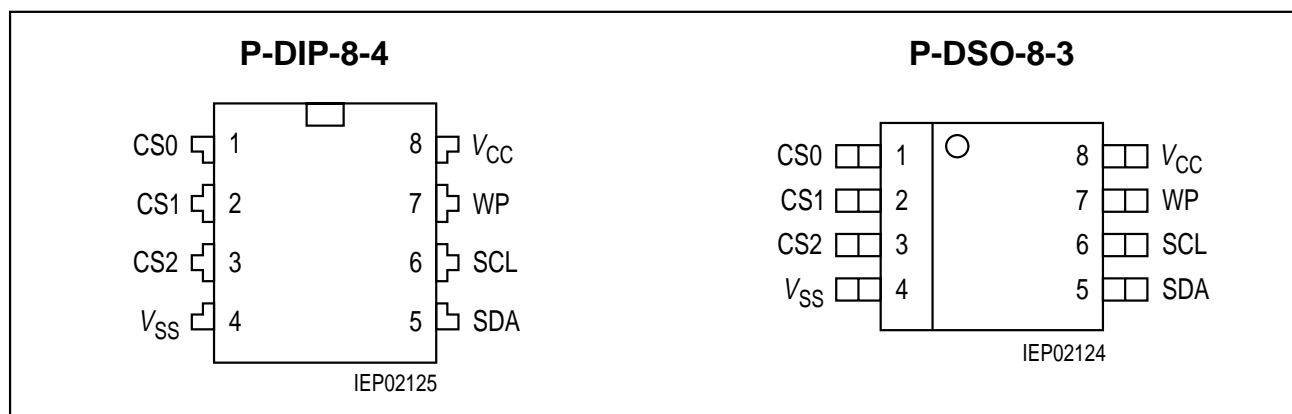 P-DIP-8-4
CS0 1 8 VCC
CS1 2 7 WP
CS2 3 6 SCL
VSS 4 5 SDA
IEP02125
P-DSO-8-3
CS0 1 8 VCC
CS1 2 7 WP
CS2 3 6 SCL
VSS 4 5 SDA
IEP02124